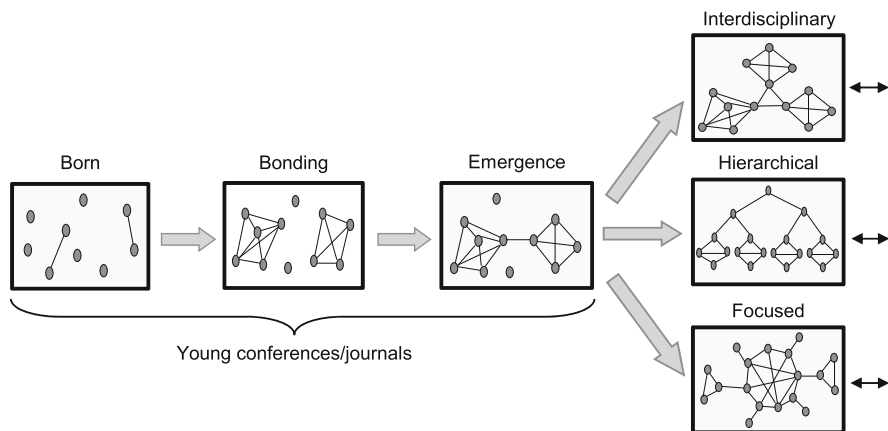 Interdisciplinary
Born
Bonding
Emergence
Hierarchical
Focused
Young conferences/journals